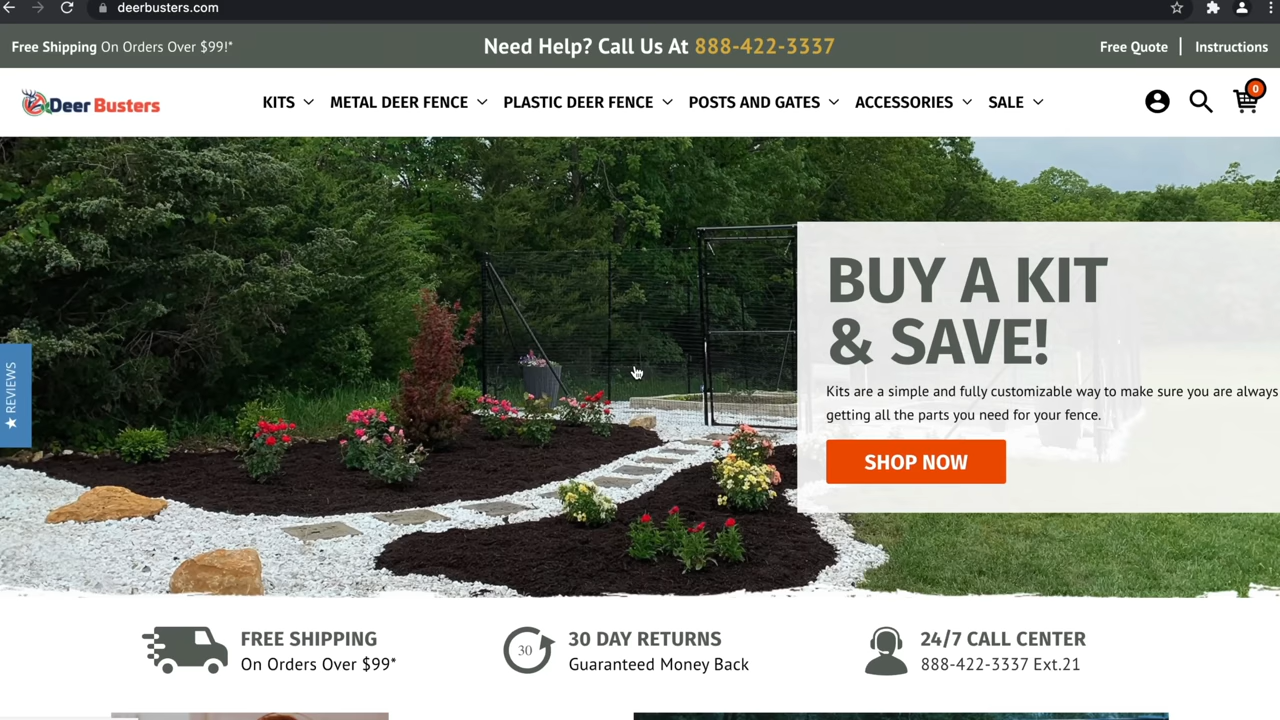 deerbusters.com
Free Shipping On Orders Over $99!*
Need Help? Call Us At 888-422-3337
Free Quote | Instructions
Deer Busters
KITS
METAL DEER FENCE
PLASTIC DEER FENCE
POSTS AND GATES
ACCESSORIES
SALE
0
BUY A KIT
& SAVE!
Kits are a simple and fully customizable way to make sure you are always
getting all the parts you need for your fence.
SHOP NOW
★ REVIEWS
FREE SHIPPING
On Orders Over $99*
30
30 DAY RETURNS
Guaranteed Money Back
24/7 CALL CENTER
888-422-3337 Ext.21